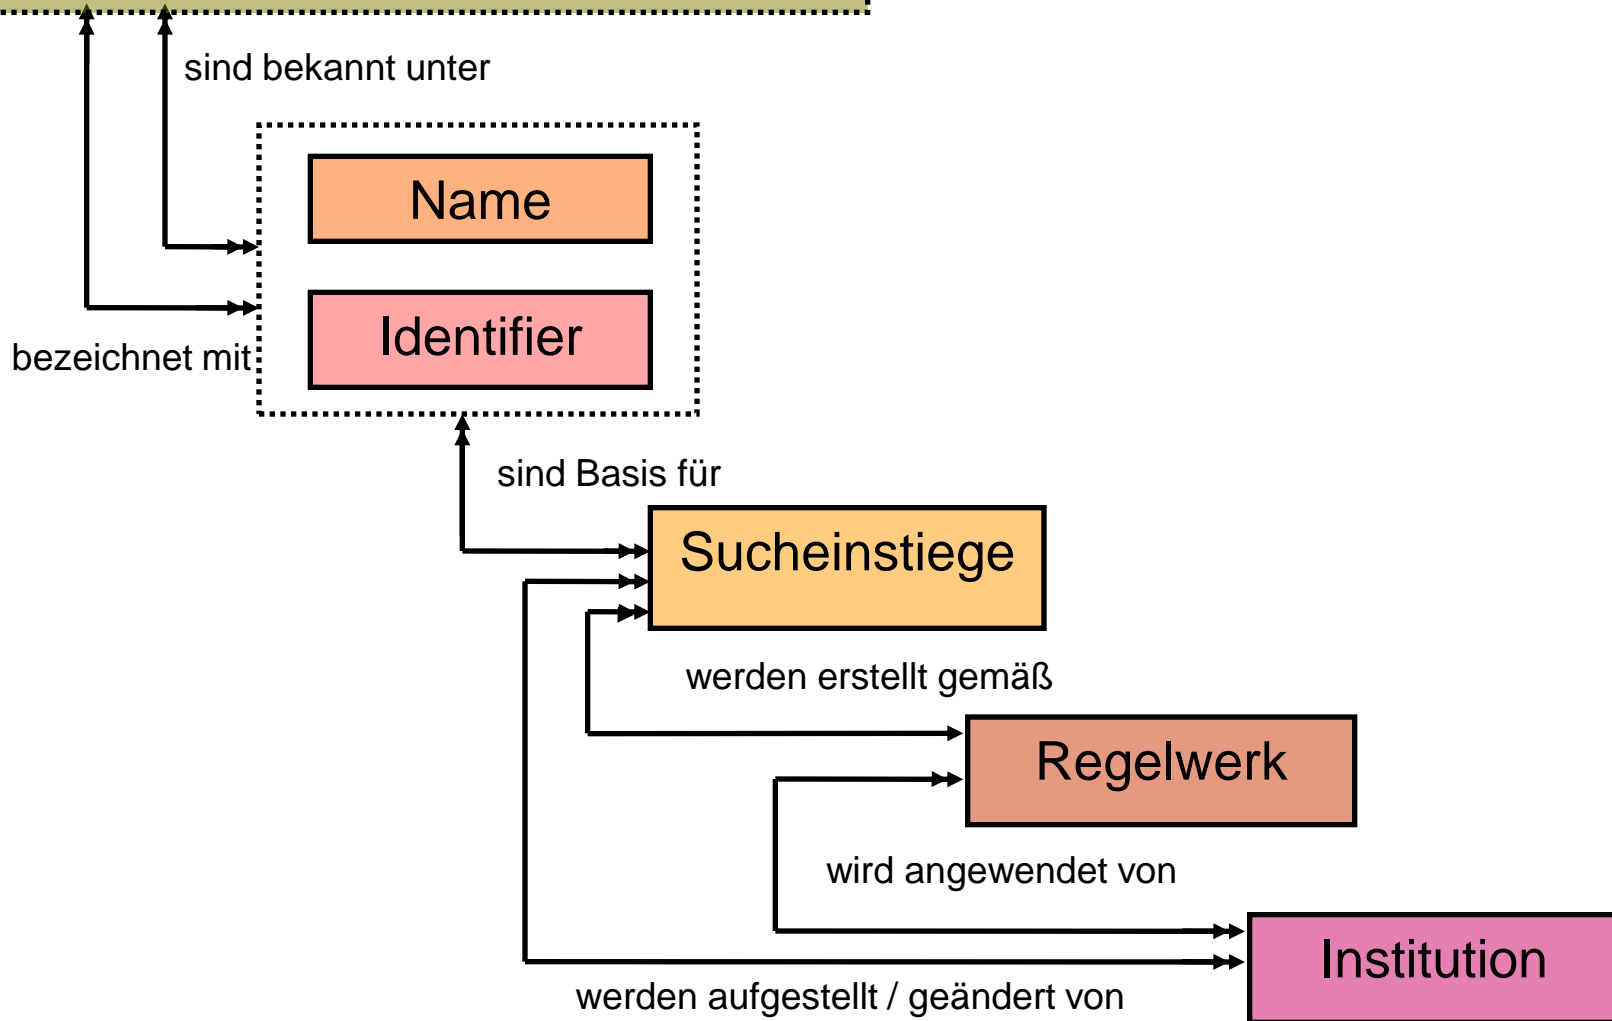 sind bekannt unter
Name
Identifier
bezeichnet mit
sind Basis für
Sucheinstiege
werden erstellt gemäß
Regelwerk
wird angewendet von
Institution
werden aufgestellt / geändert von